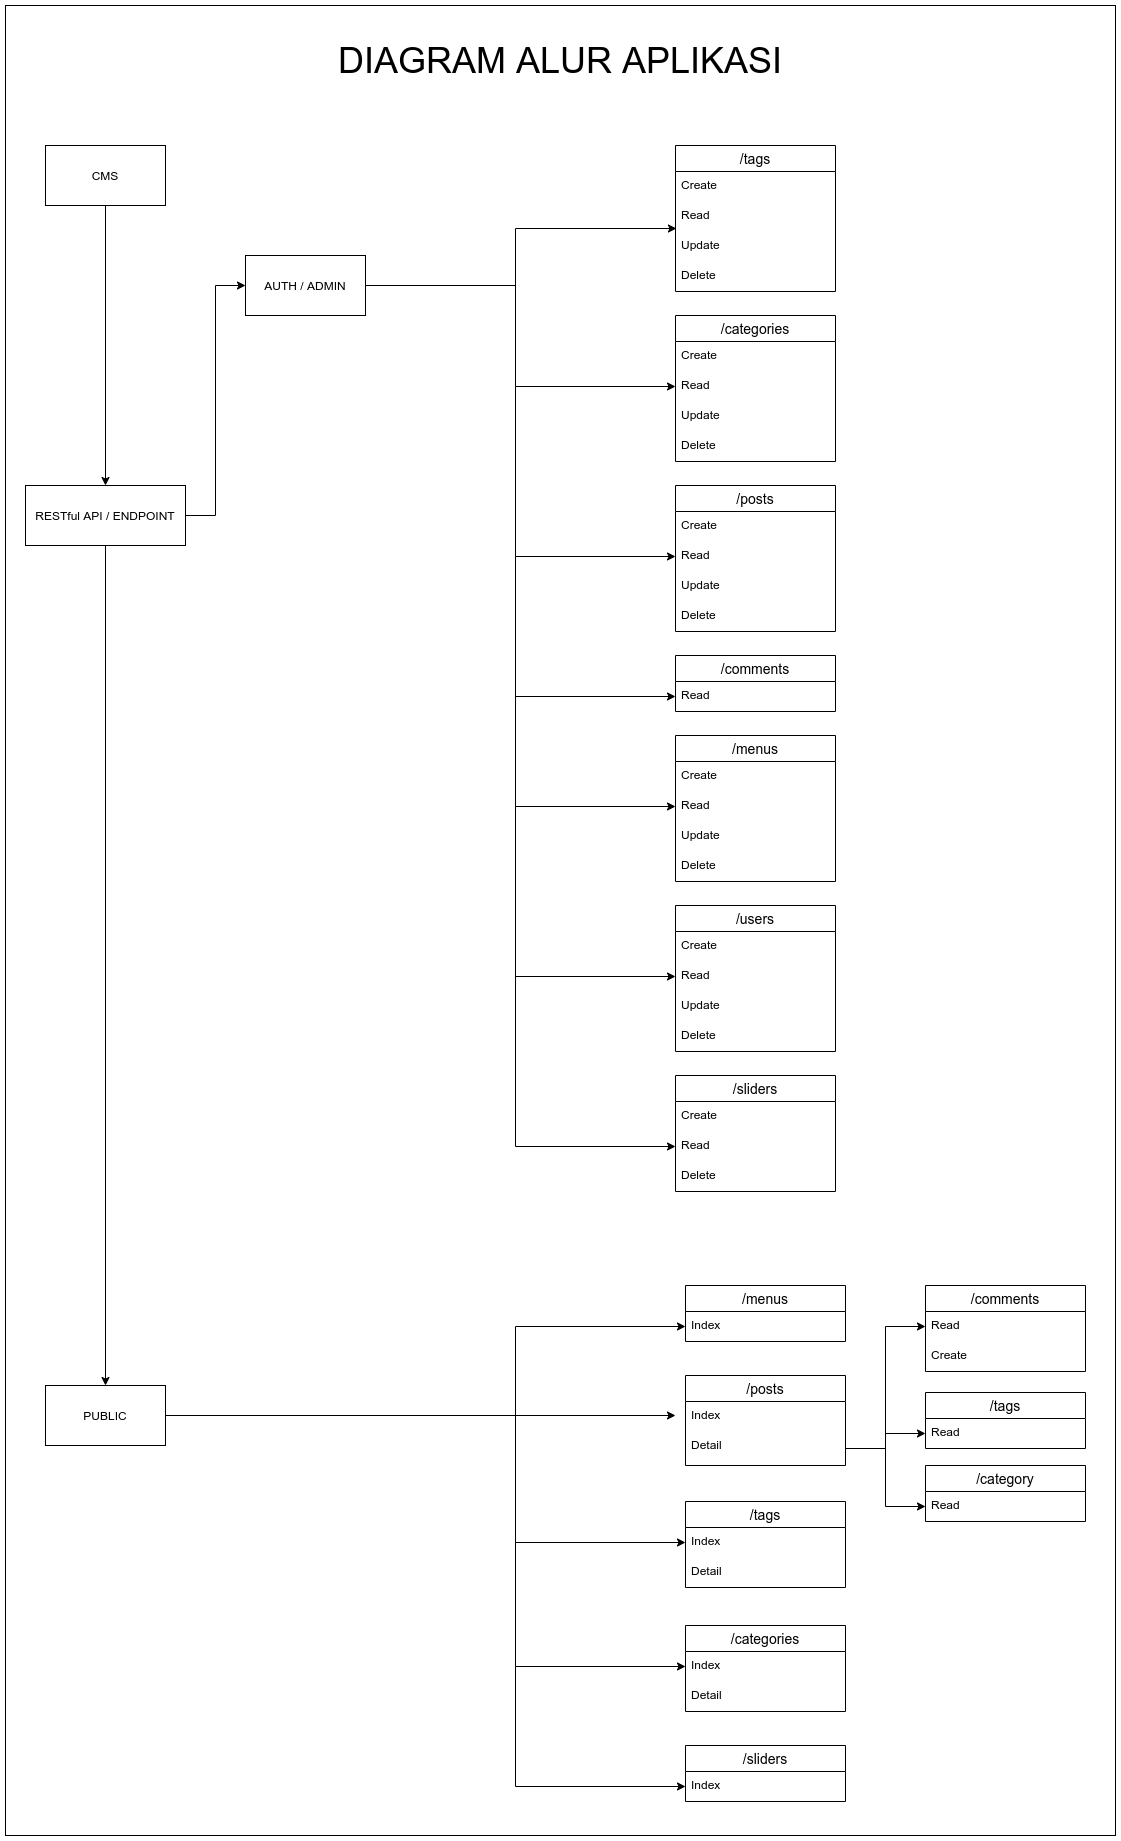 DIAGRAM ALUR APLIKASI
CMS
AUTH / ADMIN
RESTful API / ENDPOINT
/tags
Create
Read
Update
Delete
/categories
Create
Read
Update
Delete
/posts
Create
Read
Update
Delete
/comments
Read
/menus
Create
Read
Update
Delete
/users
Create
Read
Update
Delete
/sliders
Create
Read
Delete
PUBLIC
/menus
Index
/posts
Index
Detail
/comments
Read
Create
/tags
Read
/category
Read
/tags
Index
Detail
/categories
Index
Detail
/sliders
Index